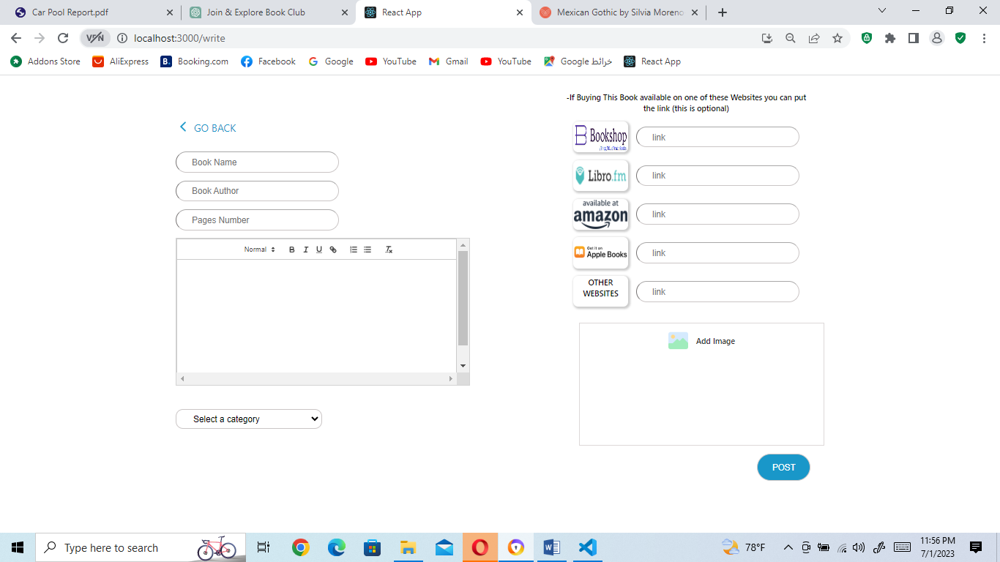 Car Pool Report.pdf
Join & Explore Book Club
React App
Mexican Gothic by Silvia Moreno
VPN
localhost:3000/write
Addons Store
AliExpress
B.
Booking.com
Facebook
Google
YouTube
Gmail
YouTube
خرائط Google
React App
-If Buying This Book available on one of these Websites you can put
the link (this is optional)
GO BACK
Book Name
Book Author
Pages Number
Normal
B I U
B Bookshop
link
Libro.fm
link
available at
amazon
link
Get it on
Apple Books
link
OTHER
WEBSITES
link
Add Image
Select a category
POST
Type here to search
78°F
11:56 PM
7/1/2023